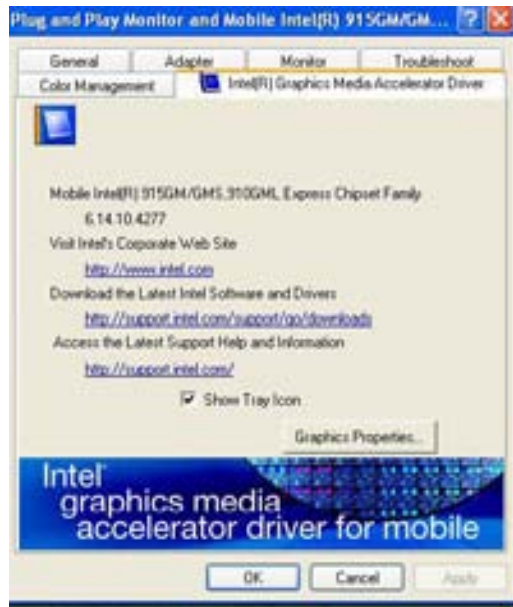 Plug and Play Monitor and Mobile Intel(R) 915GM/GM... ?
General Adapter Monitor Troubleshoot
Color Management Intel(R) Graphics Media Accelerator Driver
Mobile Intel(R) 915GM/GMS,910GML Express Chipset Family
6.14.10.4277
Visit Intel's Corporate Web Site
http://www.intel.com
Download the Latest Intel Software and Drivers
http://support.intel.com/support/go/downloads
Access the Latest Support Help and Information
http://support.intel.com/
Show Tray Icon
Graphics Properties...
Intel®
graphics media
accelerator driver for mobile
OK Cancel Apply